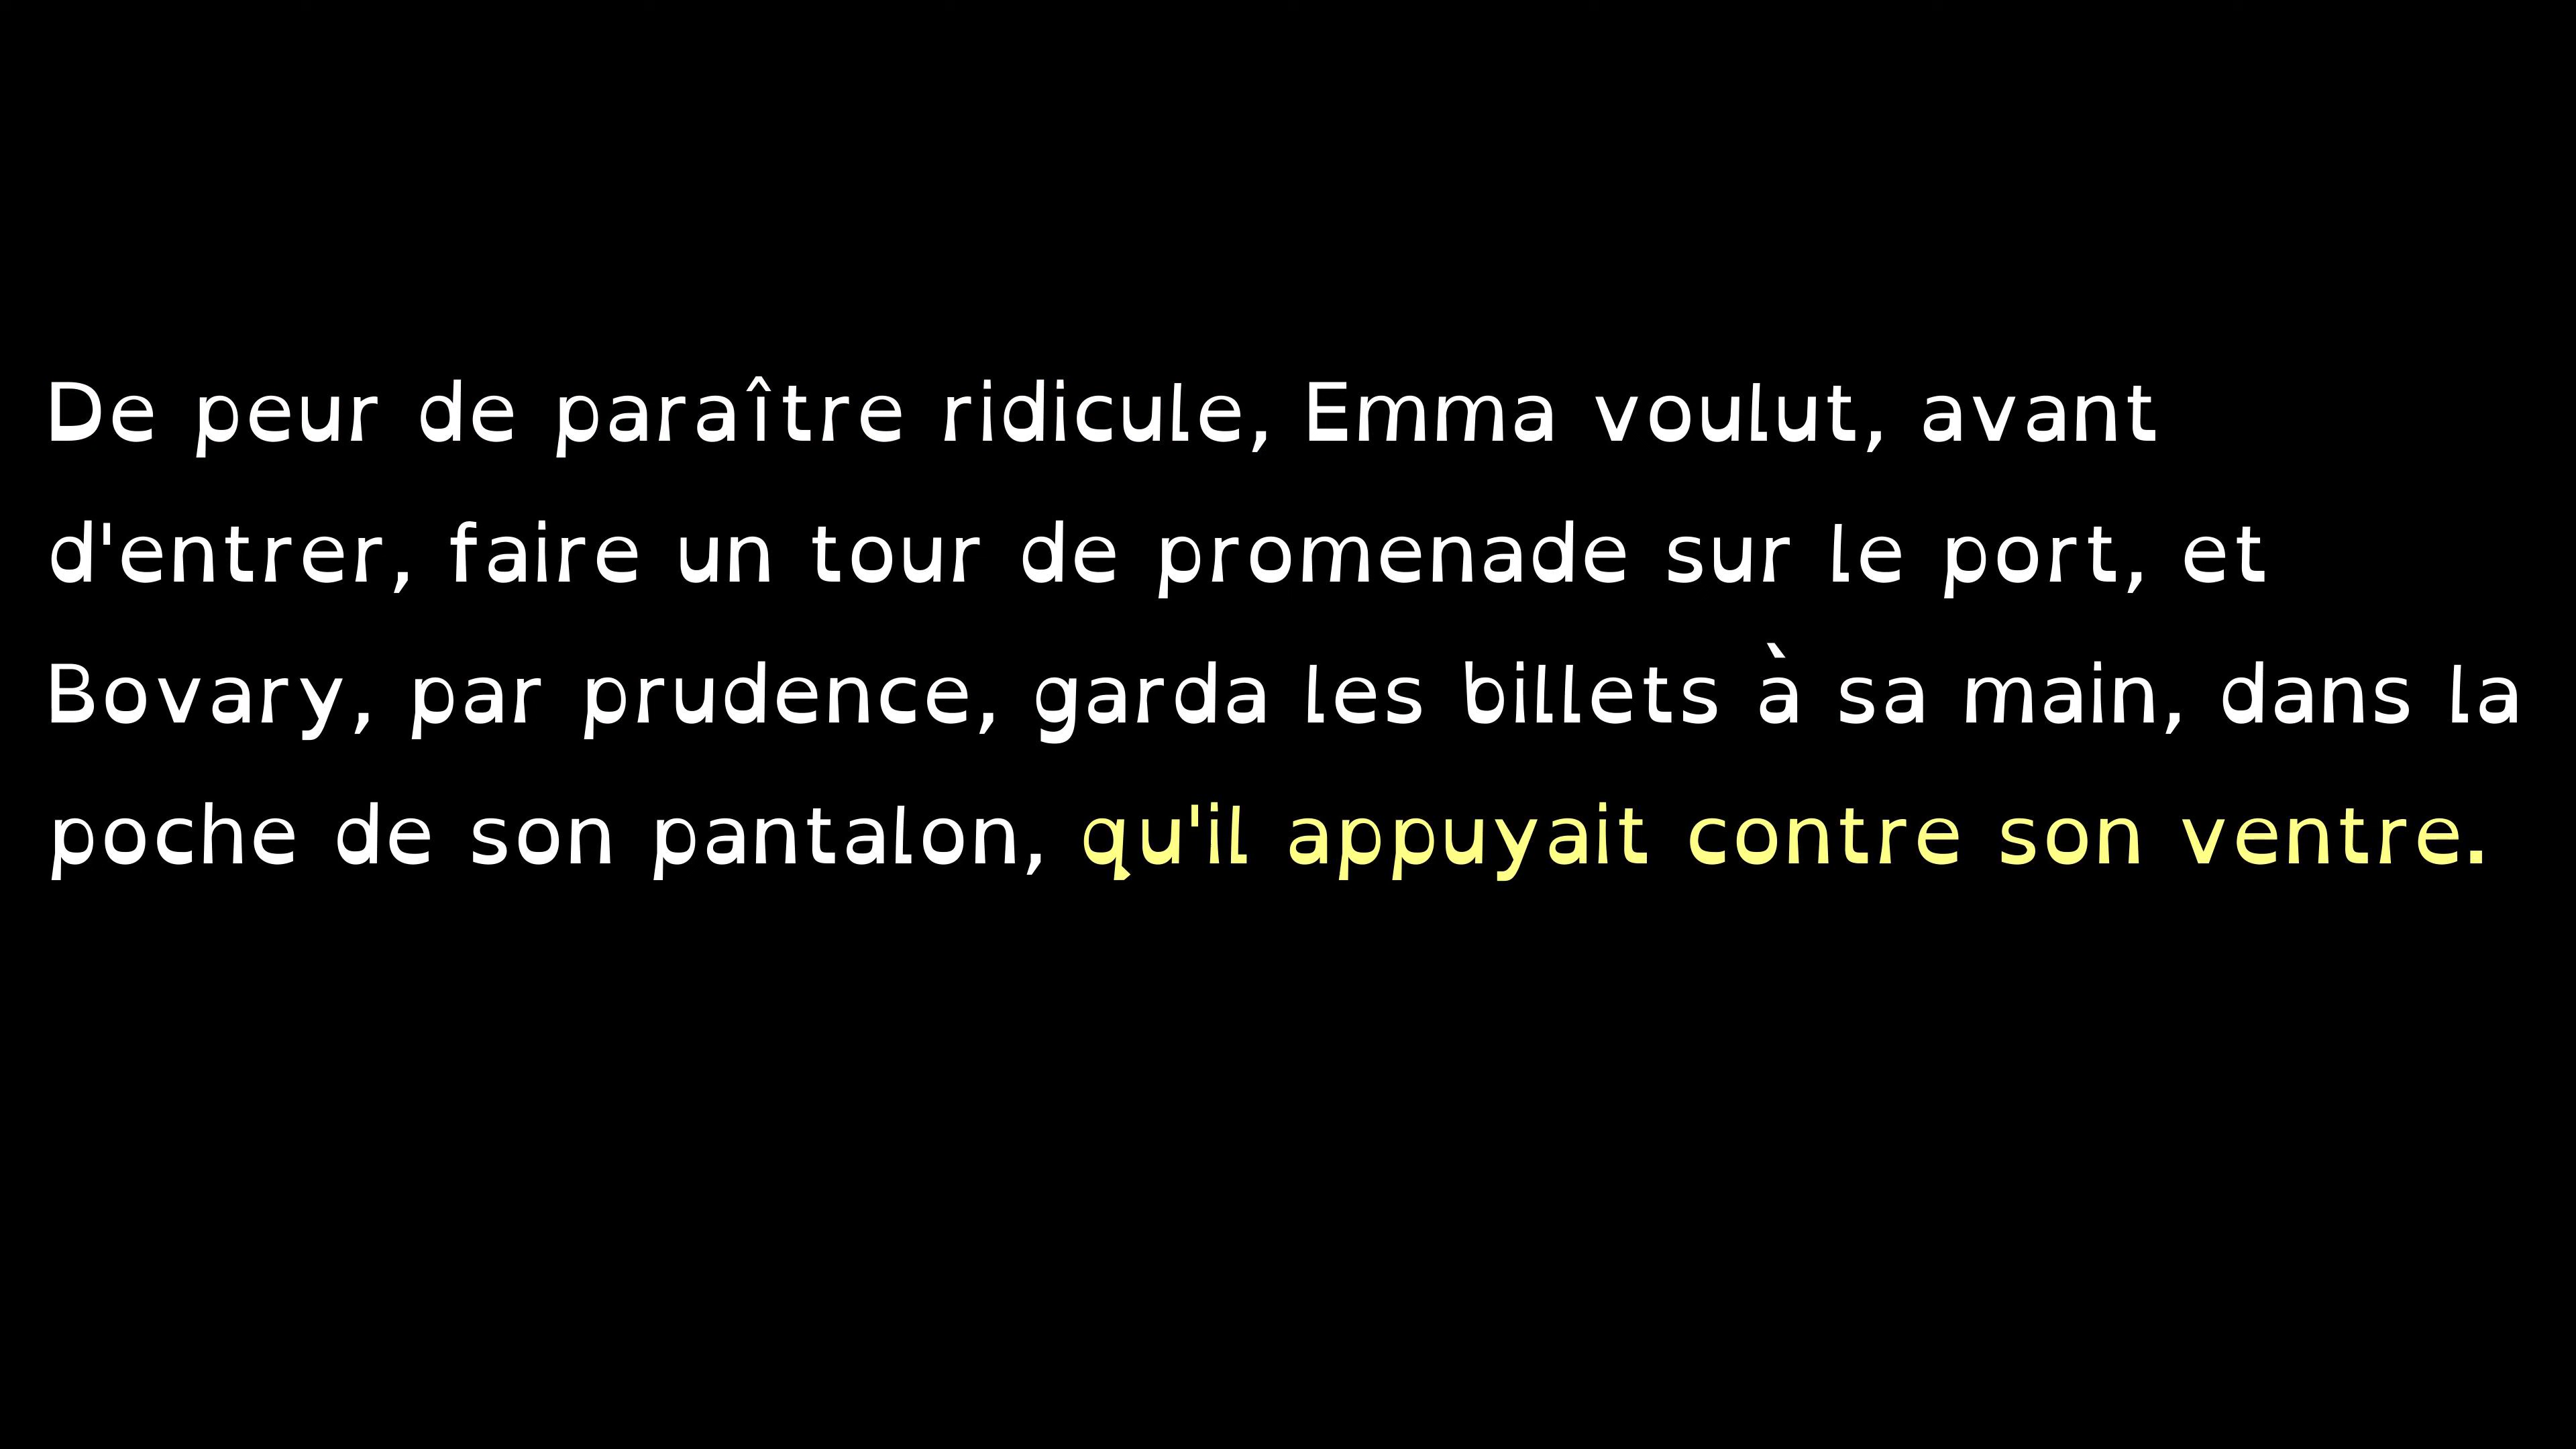 De peur de paraître ridicule, Emma voulut, avant
d'entrer, faire un tour de promenade sur le port, et
Bovary, par prudence, garda les billets à sa main, dans la
poche de son pantalon, qu'il appuyait contre son ventre.